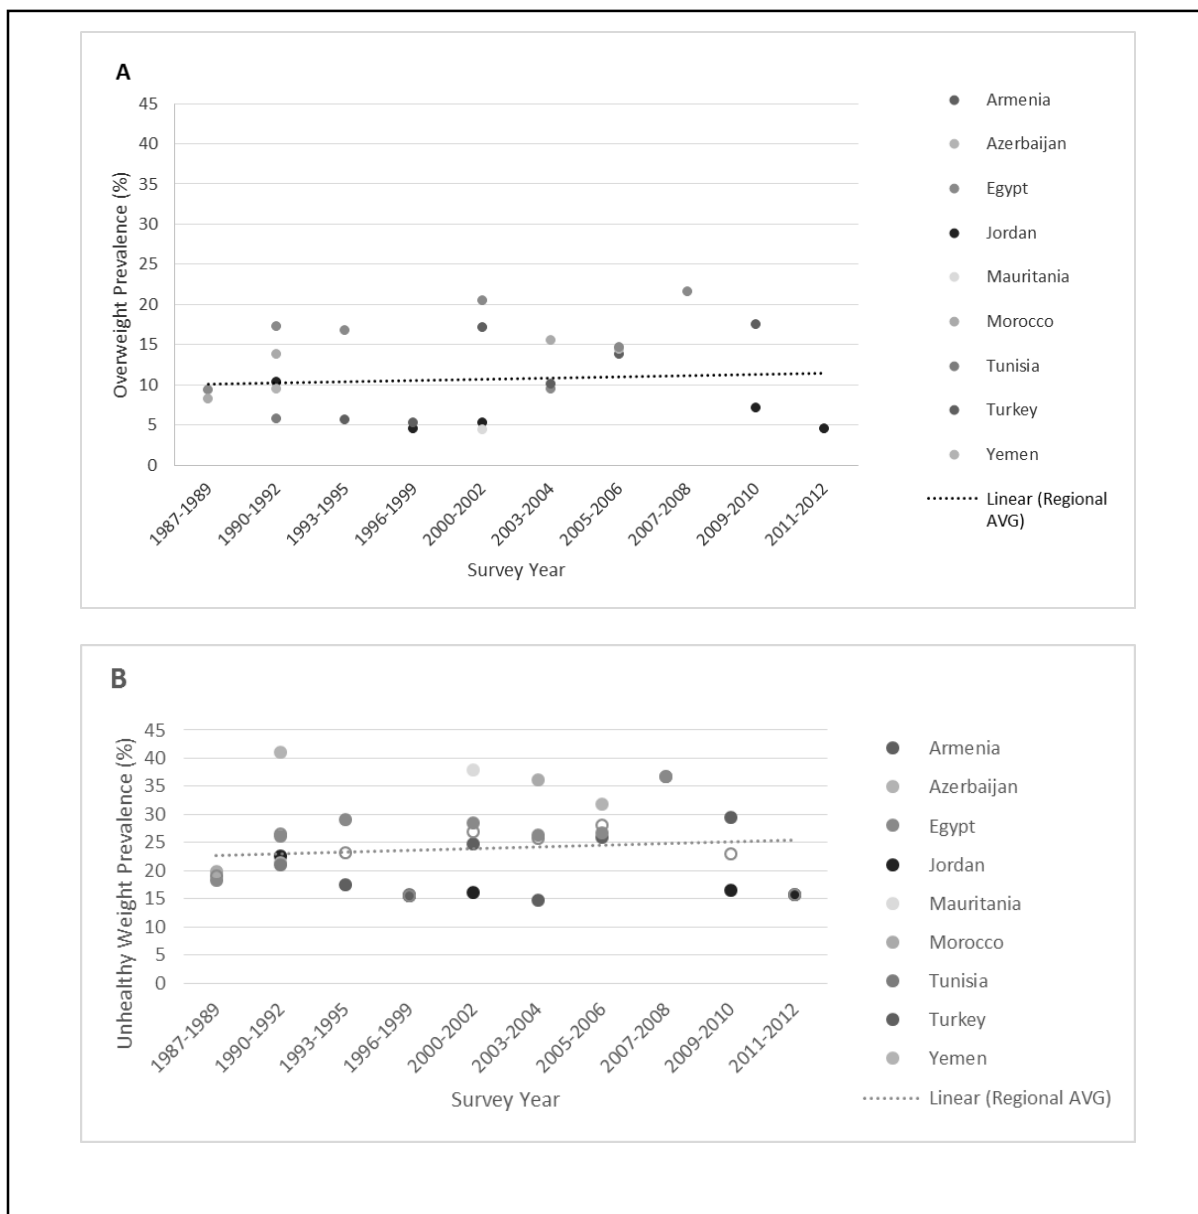 A
Overweight Prevalence (%)
45
40
35
30
25
20
15
10
5
0
1987-1989
1990-1992
1993-1995
1996-1999
2000-2002
2003-2004
2005-2006
2007-2008
2009-2010
2011-2012
Survey Year
Armenia
Azerbaijan
Egypt
Jordan
Mauritania
Morocco
Tunisia
Turkey
Yemen
Linear (Regional
AVG)
B
Unhealthy Weight Prevalence (%)
45
40
35
30
25
20
15
10
5
0
1987-1989
1990-1992
1993-1995
1996-1999
2000-2002
2003-2004
2005-2006
2007-2008
2009-2010
2011-2012
Survey Year
Armenia
Azerbaijan
Egypt
Jordan
Mauritania
Morocco
Tunisia
Turkey
Yemen
Linear (Regional AVG)